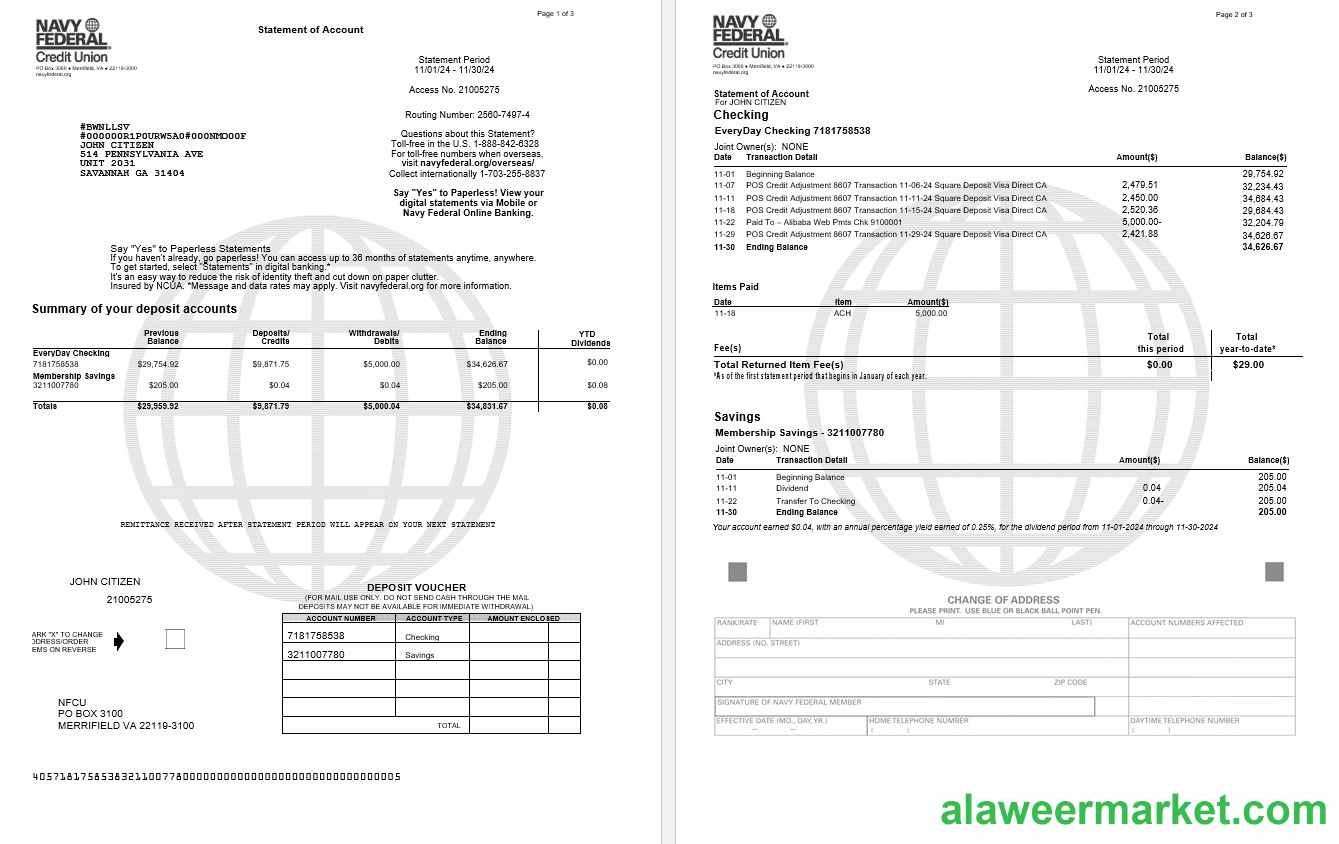 Page 1 of 3
NAVY
FEDERAL
Credit Union
PO Box 3000 • Merrifield, VA • 22119-3000
navyfederal.org
Statement of Account
Statement Period
11/01/24 - 11/30/24
Access No. 21005275
Routing Number: 2560-7497-4
#BWNLLSV
#000000R1P0URW5A0#000NMOOOF
JOHN CITIZEN
514 PENNSYLVANIA AVE
UNIT 2031
SAVANNAH GA 31404
Questions about this Statement?
Toll-free in the U.S. 1-888-842-6328
For toll-free numbers when overseas,
visit navyfederal.org/overseas/
Collect internationally 1-703-255-8837
Say "Yes" to Paperless! View your
digital statements via Mobile or
Navy Federal Online Banking.
Say "Yes" to Paperless Statements
If you haven't already, go paperless! You can access up to 36 months of statements anytime, anywhere.
To get started, select "Statements" in digital banking.*
It's an easy way to reduce the risk of identity theft and cut down on paper clutter.
Insured by NCUA. *Message and data rates may apply. Visit navyfederal.org for more information.
Summary of your deposit accounts
Previous Balance Deposits/ Credits Withdrawals/ Debits Ending Balance YTD Dividends
EveryDay Checking
7181758538 $29,754.92 $9,871.75 $5,000.00 $34,626.67 $0.00
Membership Savings
3211007780 $205.00 $0.04 $0.04 $205.00 $0.08
Totals $29,959.92 $9,871.79 $5,000.04 $34,831.67 $0.08
REMITTANCE RECEIVED AFTER STATEMENT PERIOD WILL APPEAR ON YOUR NEXT STATEMENT
JOHN CITIZEN
21005275
ARK "X" TO CHANGE
DDRESS/ORDER
EMS ON REVERSE
NFCU
PO BOX 3100
MERRIFIELD VA 22119-3100
DEPOSIT VOUCHER
(FOR MAIL USE ONLY. DO NOT SEND CASH THROUGH THE MAIL
DEPOSITS MAY NOT BE AVAILABLE FOR IMMEDIATE WITHDRAWAL)
ACCOUNT NUMBER ACCOUNT TYPE AMOUNT ENCLOSED
7181758538 Checking
3211007780 Savings
TOTAL
Page 2 of 3
NAVY
FEDERAL
Credit Union
PO Box 3000 • Merrifield, VA • 22119-3000
navyfederal.org
Statement Period
11/01/24 - 11/30/24
Access No. 21005275
Statement of Account
For JOHN CITIZEN
Checking
EveryDay Checking 7181758538
Joint Owner(s): NONE
Date Transaction Detail Amount($) Balance($)
11-01 Beginning Balance 29,754.92
11-07 POS Credit Adjustment 8607 Transaction 11-06-24 Square Deposit Visa Direct CA 2,479.51 32,234.43
11-11 POS Credit Adjustment 8607 Transaction 11-11-24 Square Deposit Visa Direct CA 2,450.00 34,684.43
11-18 POS Credit Adjustment 8607 Transaction 11-15-24 Square Deposit Visa Direct CA 2,520.36 29,684.43
11-22 Paid To – Alibaba Web Pmts Chk 9100001 5,000.00- 32,204.79
11-29 POS Credit Adjustment 8607 Transaction 11-29-24 Square Deposit Visa Direct CA 2,421.88 34,626.67
11-30 Ending Balance 34,626.67
Items Paid
Date Item Amount($)
11-18 ACH 5,000.00
Fee(s) Total this period Total year-to-date*
Total Returned Item Fee(s) $0.00 $29.00
*As of the first statement period that begins in January of each year.
Savings
Membership Savings - 3211007780
Joint Owner(s): NONE
Date Transaction Detail Amount($) Balance($)
11-01 Beginning Balance 205.00
11-11 Dividend 0.04 205.04
11-22 Transfer To Checking 0.04- 205.00
11-30 Ending Balance 205.00
Your account earned $0.04, with an annual percentage yield earned of 0.25%, for the dividend period from 11-01-2024 through 11-30-2024
CHANGE OF ADDRESS
PLEASE PRINT. USE BLUE OR BLACK BALL POINT PEN.
RANK/RATE NAME (FIRST MI LAST) ACCOUNT NUMBERS AFFECTED
ADDRESS (NO. STREET)
CITY STATE ZIP CODE
SIGNATURE OF NAVY FEDERAL MEMBER
EFFECTIVE DATE (MO., DAY, YR.) HOME TELEPHONE NUMBER DAYTIME TELEPHONE NUMBER
alaweermarket.com